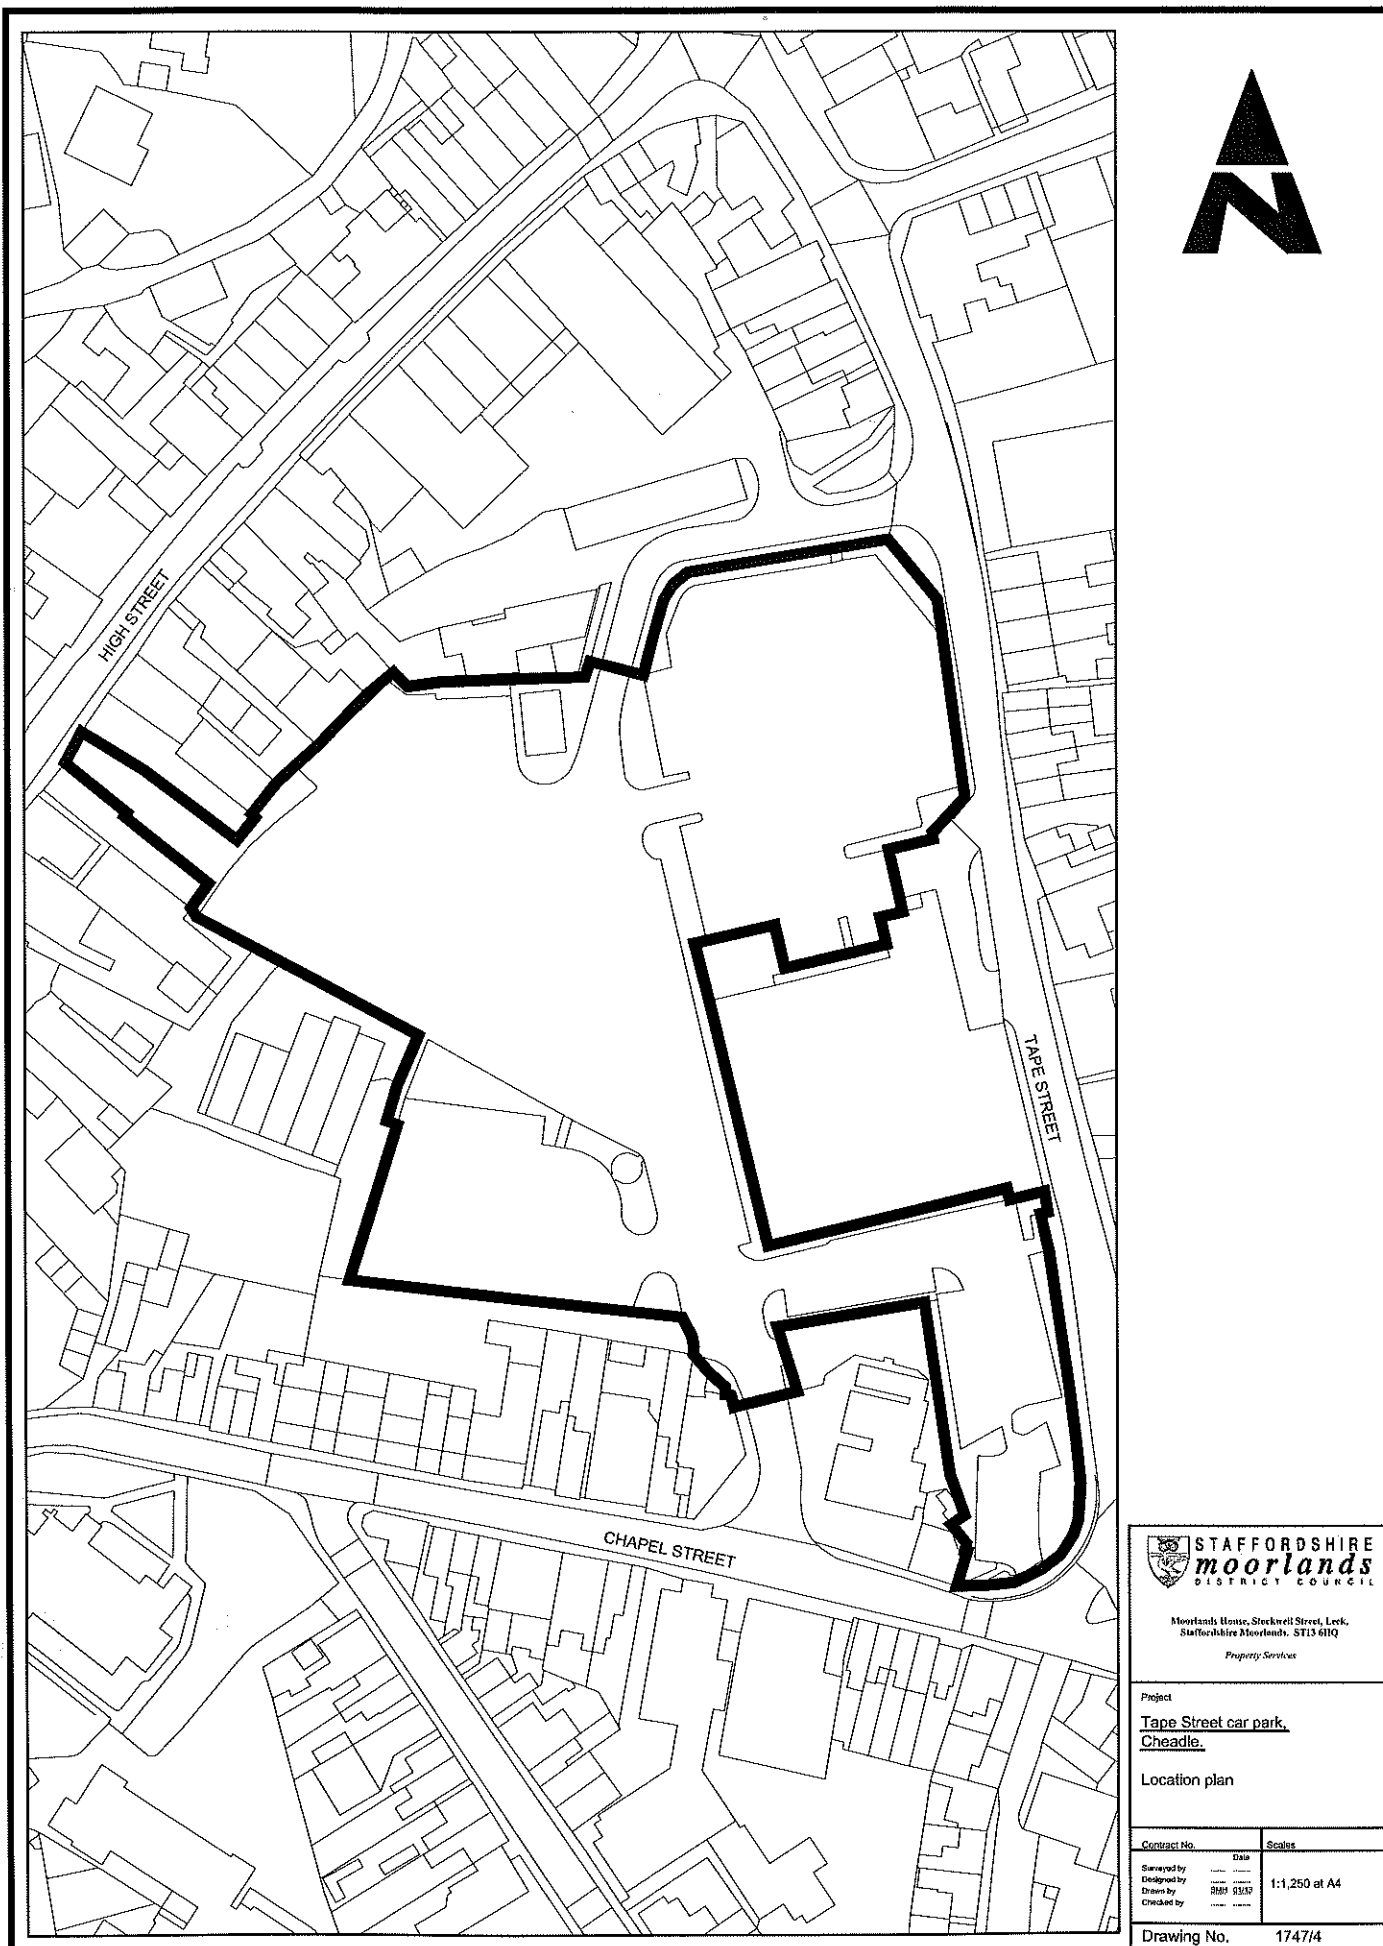 N
HIGH STREET
TAPE STREET
CHAPEL STREET
STAFFORDSHIRE
moorlands
DISTRICT COUNCIL
Moorlands House, Stockwell Street, Leek,
Staffordshire Moorlands. ST13 6HQ
Property Services
Project
Tape Street car park,
Cheadle.
Location plan
Contract No.
Scales
Date
Surveyed by
Designed by
Drawn by
Checked by
1:1,250 at A4
Drawing No. 1747/4